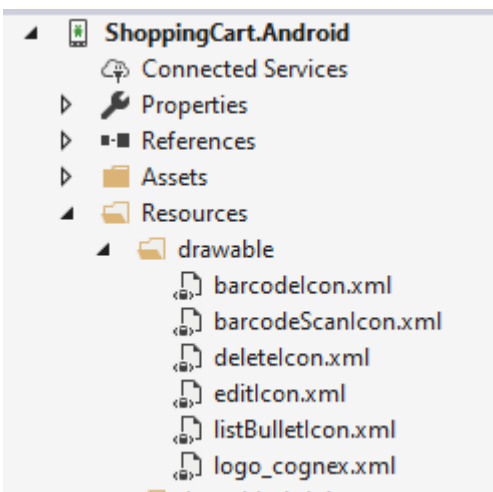 ShoppingCart.Android
Connected Services
Properties
References
Assets
Resources
drawable
barcodeIcon.xml
barcodeScanIcon.xml
deleteIcon.xml
editIcon.xml
listBulletIcon.xml
logo_cognex.xml